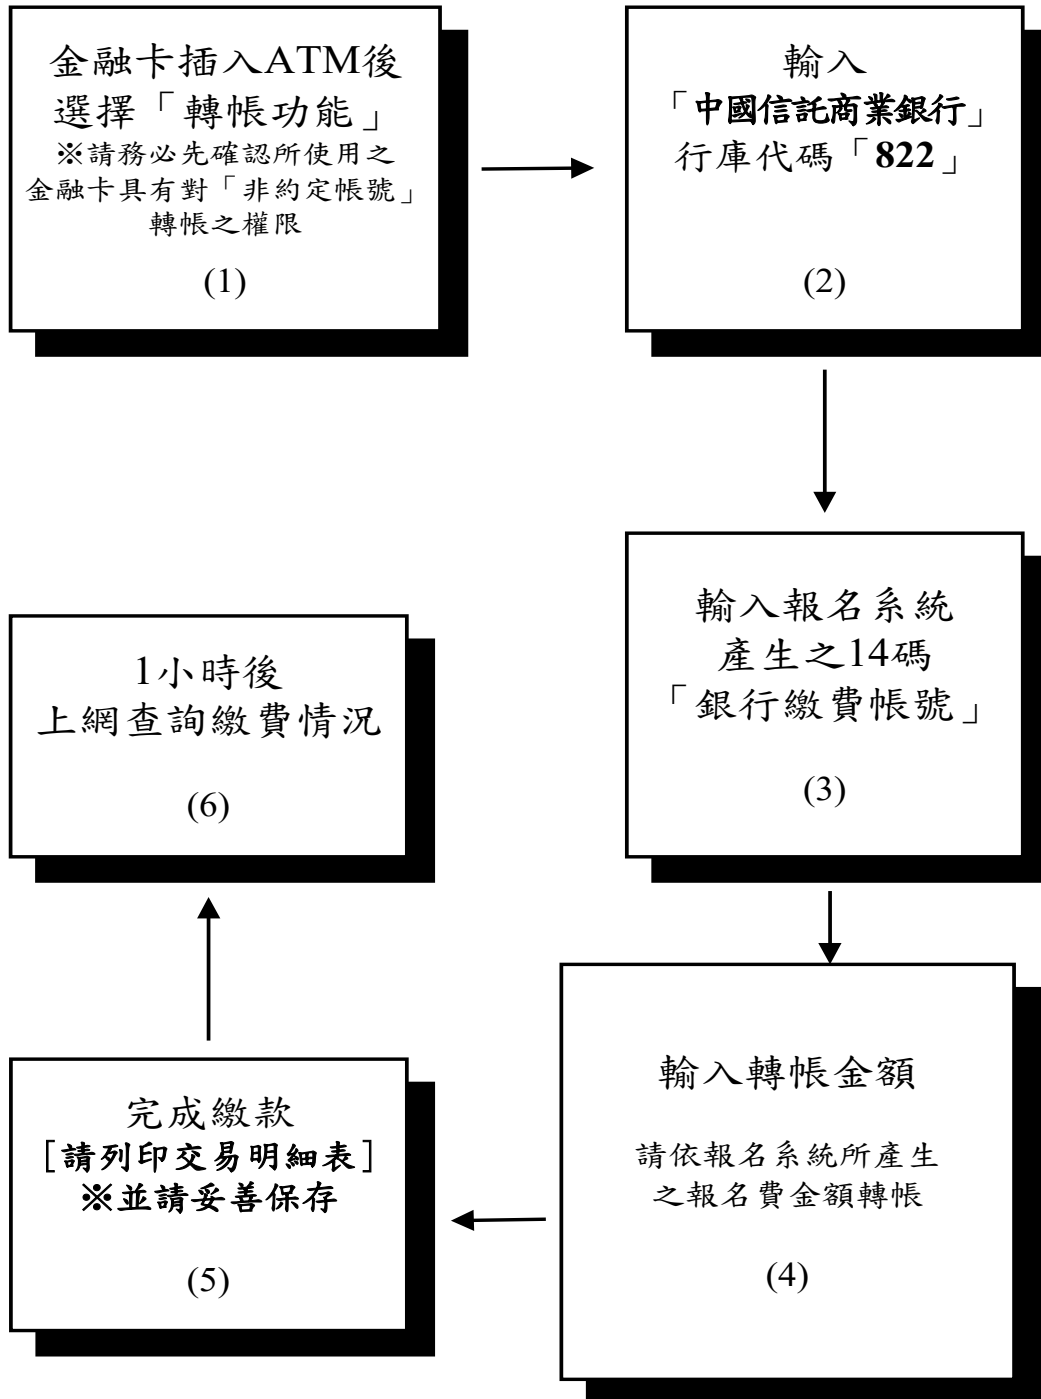 金融卡插入ATM後
選擇「轉帳功能」
※請務必先確認所使用之
金融卡具有對「非約定帳號」
轉帳之權限
(1)
輸入
「中國信託商業銀行」
行庫代碼「822」
(2)
輸入報名系統
產生之14碼
「銀行繳費帳號」
(3)
輸入轉帳金額
請依報名系統所產生
之報名費金額轉帳
(4)
完成繳款
[請列印交易明細表]
※並請妥善保存
(5)
1小時後
上網查詢繳費情況
(6)